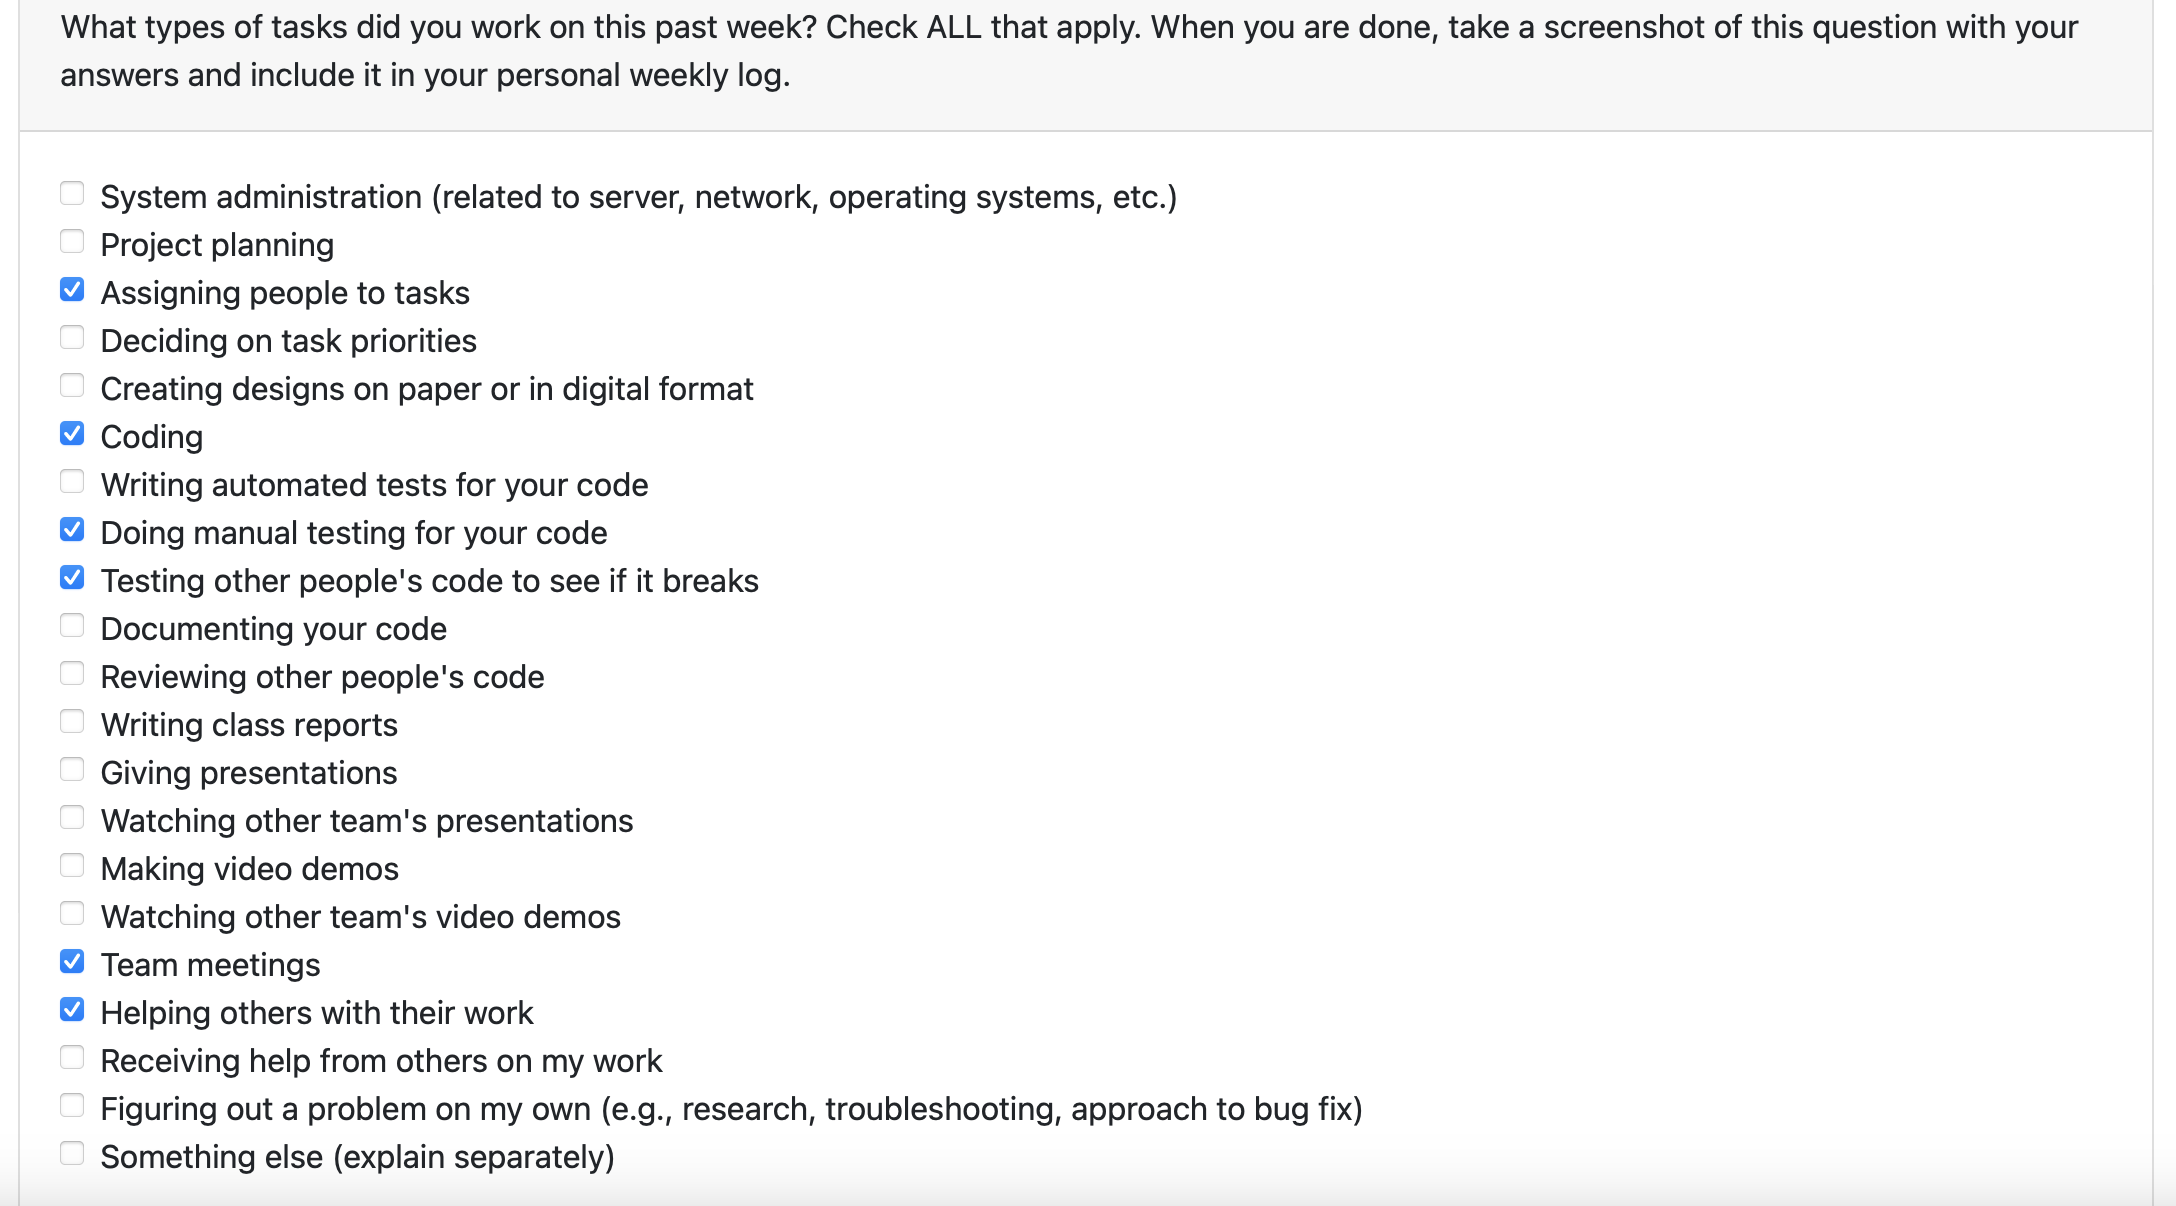 What types of tasks did you work on this past week? Check ALL that apply. When you are done, take a screenshot of this question with your
answers and include it in your personal weekly log.
System administration (related to server, network, operating systems, etc.)
Project planning
Assigning people to tasks
Deciding on task priorities
Creating designs on paper or in digital format
Coding
Writing automated tests for your code
Doing manual testing for your code
Testing other people's code to see if it breaks
Documenting your code
Reviewing other people's code
Writing class reports
Giving presentations
Watching other team's presentations
Making video demos
Watching other team's video demos
Team meetings
Helping others with their work
Receiving help from others on my work
Figuring out a problem on my own (e.g., research, troubleshooting, approach to bug fix)
Something else (explain separately)